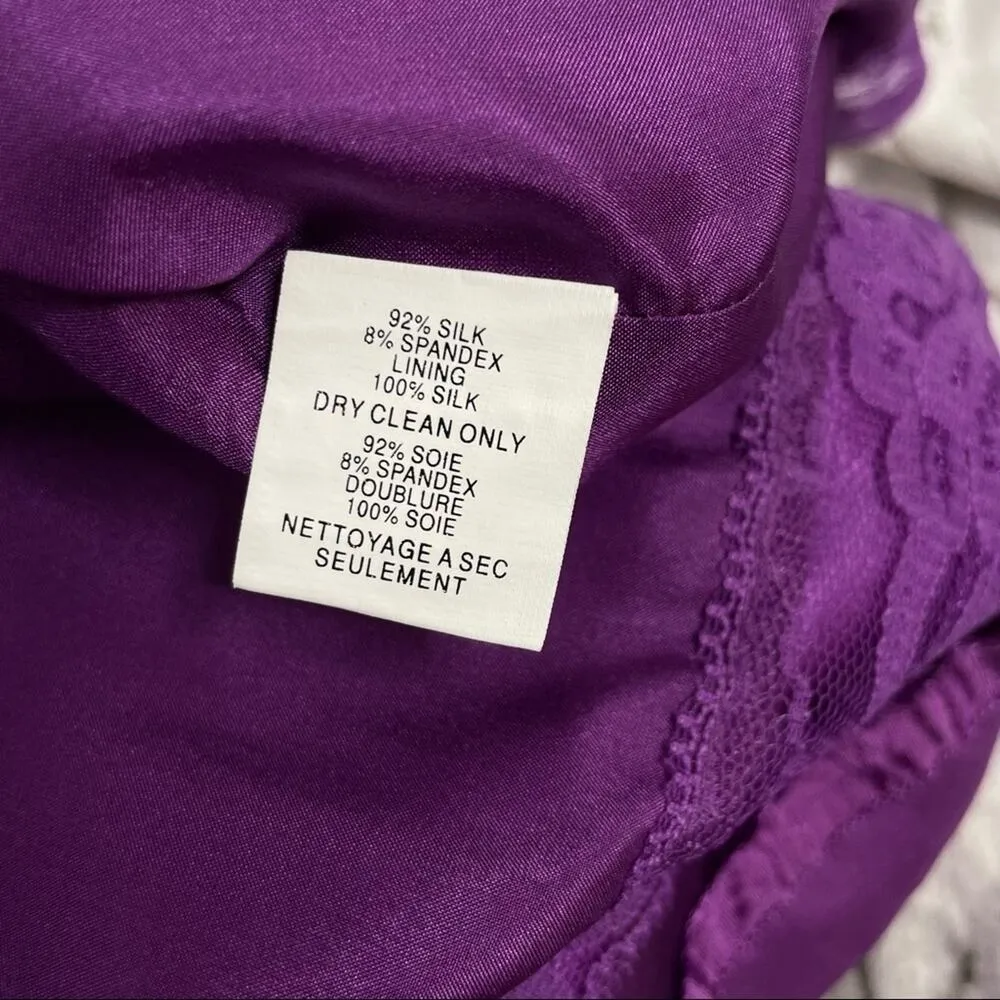 92% SILK
8% SPANDEX
LINING
100% SILK
DRY CLEAN ONLY
92% SOIE
8% SPANDEX
DOUBLURE
100% SOIE
NETTOYAGE A SEC
SEULEMENT